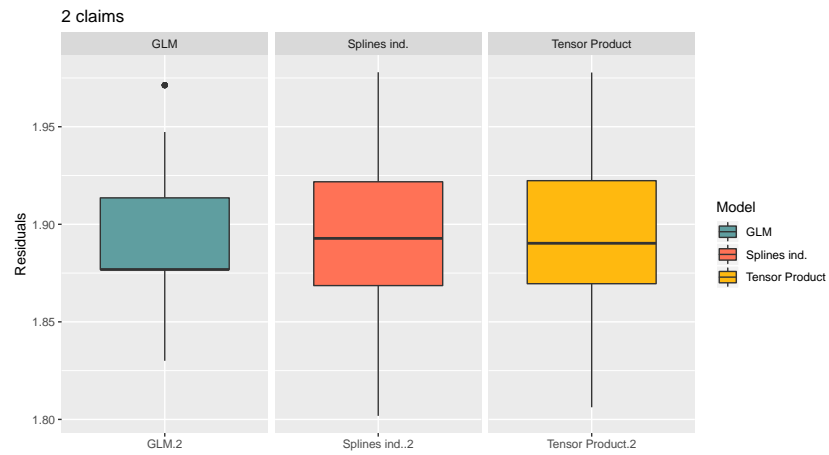 2 claims
GLM
Splines ind.
Tensor Product
1.95
1.90
1.85
1.80
Residuals
GLM.2
Splines ind..2
Tensor Product.2
Model
GLM
Splines ind.
Tensor Product